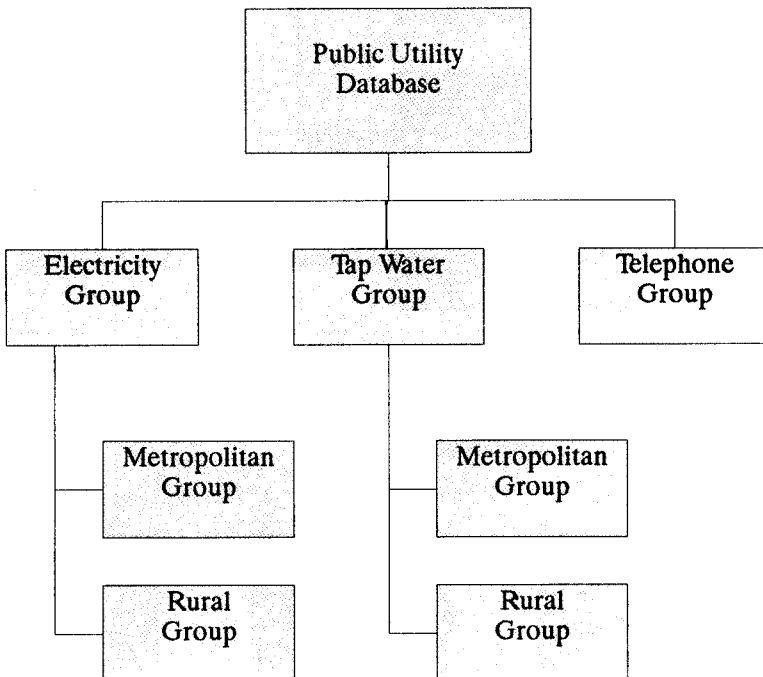 Public Utility
Database
Electricity
Group
Tap Water
Group
Telephone
Group
Metropolitan
Group
Metropolitan
Group
Rural
Group
Rural
Group